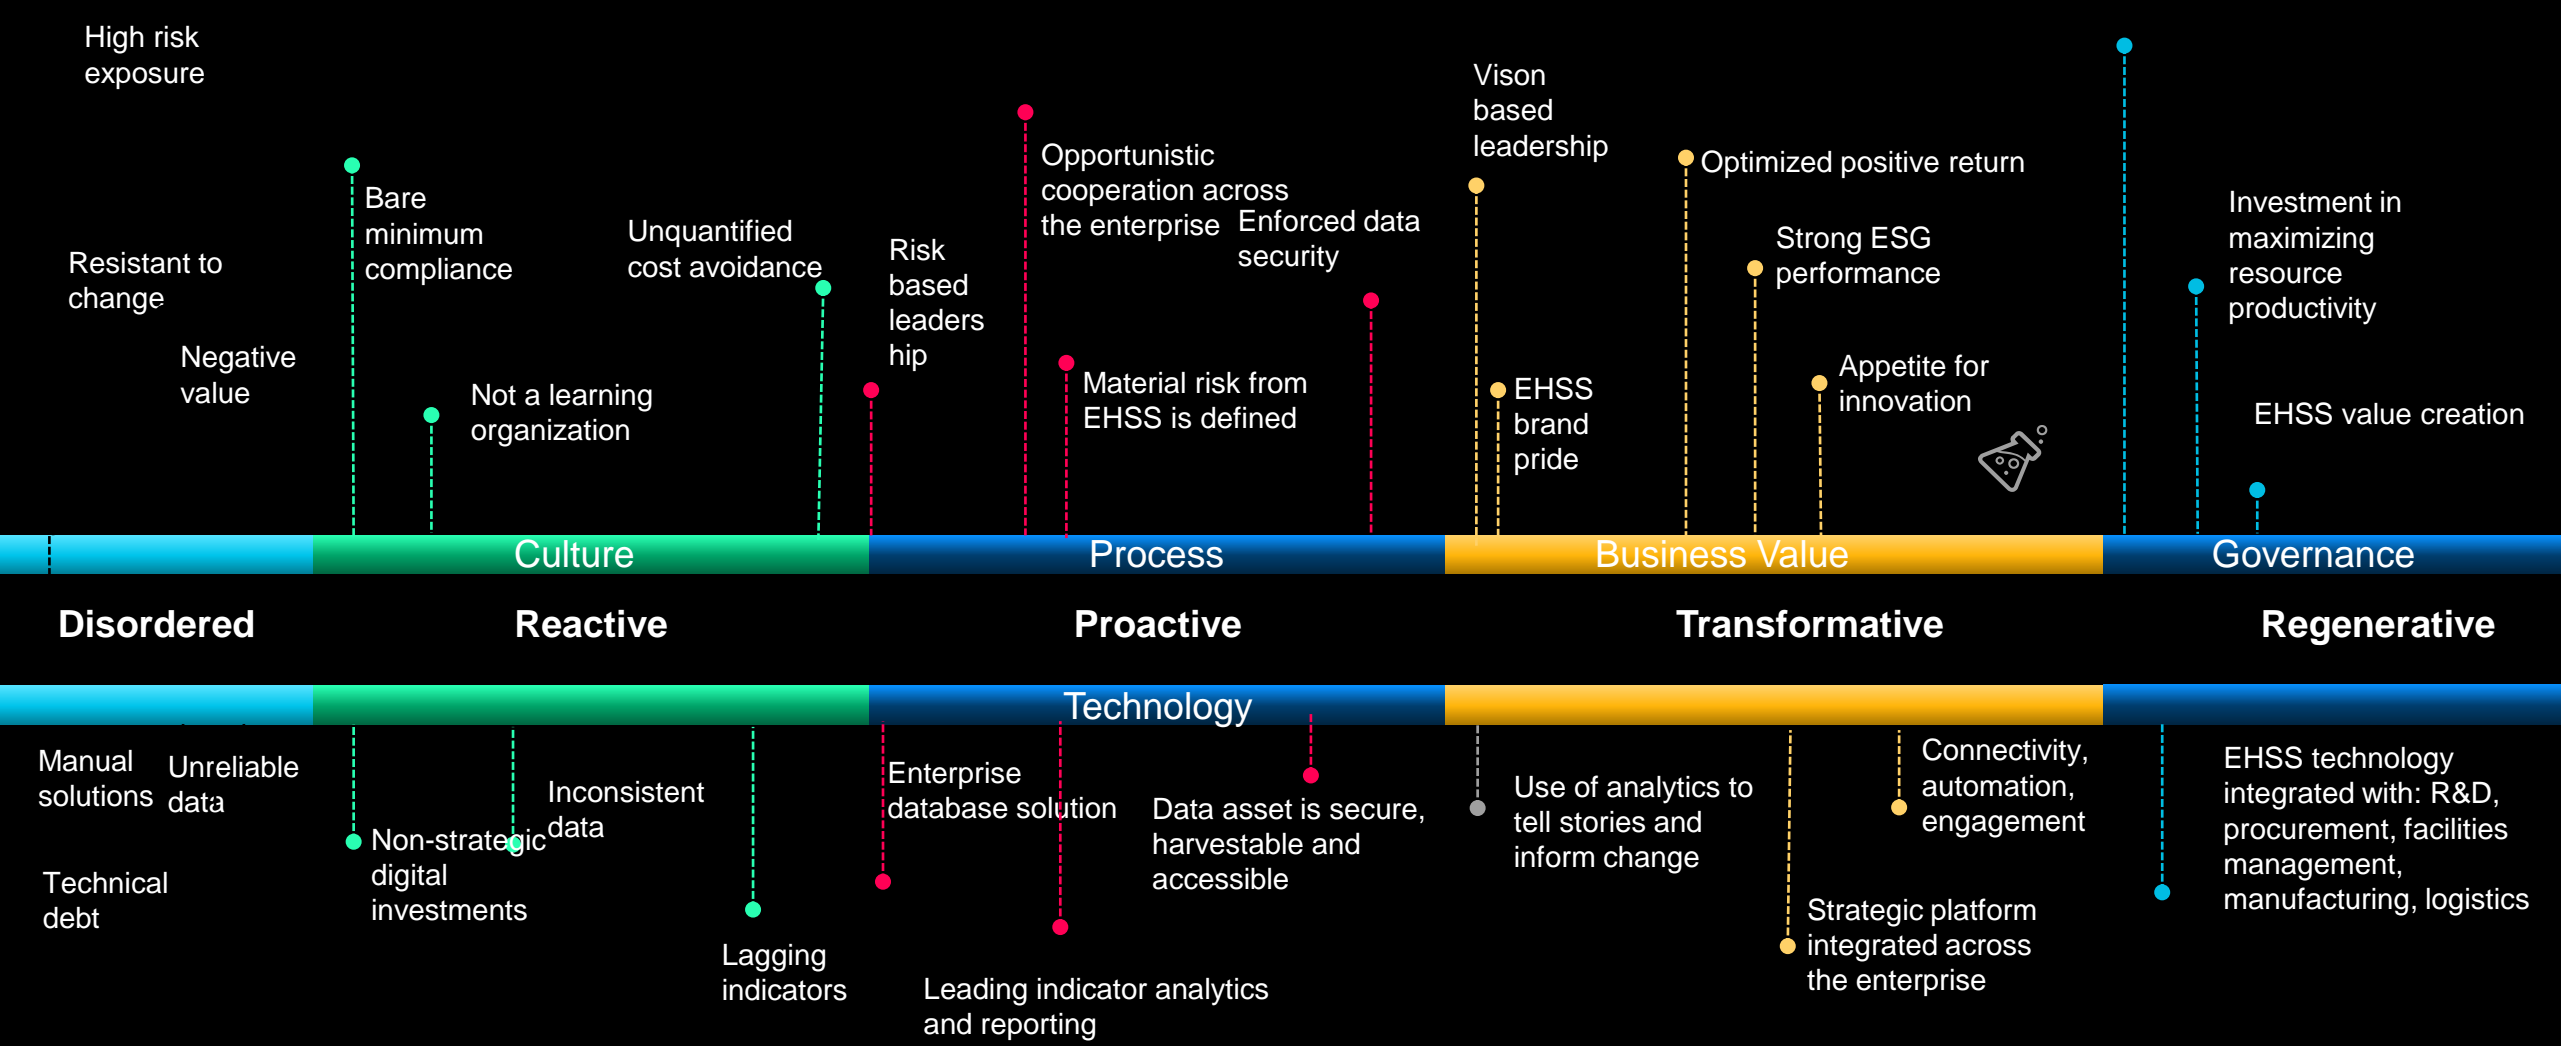 High risk
exposure
Resistant to
change
Negative
value
Bare
minimum
compliance
Not a learning
organization
Unquantified
cost avoidance
Risk
based
leaders
hip
Opportunistic
cooperation across
the enterprise
Enforced data
security
Material risk from
EHSS is defined
Vison
based
leadership
EHSS
brand
pride
Optimized positive return
Strong ESG
performance
Appetite for
innovation
Investment in
maximizing
resource
productivity
EHSS value creation
Culture
Process
Business Value
Governance
Disordered
Reactive
Proactive
Transformative
Regenerative
Technology
Manual
solutions
Unreliable
data
Technical
debt
Non-strategic
digital
investments
Inconsistent
data
Lagging
indicators
Enterprise
database solution
Leading indicator analytics
and reporting
Data asset is secure,
harvestable and
accessible
Use of analytics to
tell stories and
inform change
Strategic platform
integrated across
the enterprise
Connectivity,
automation,
engagement
EHSS technology
integrated with: R&D,
procurement, facilities
management,
manufacturing, logistics